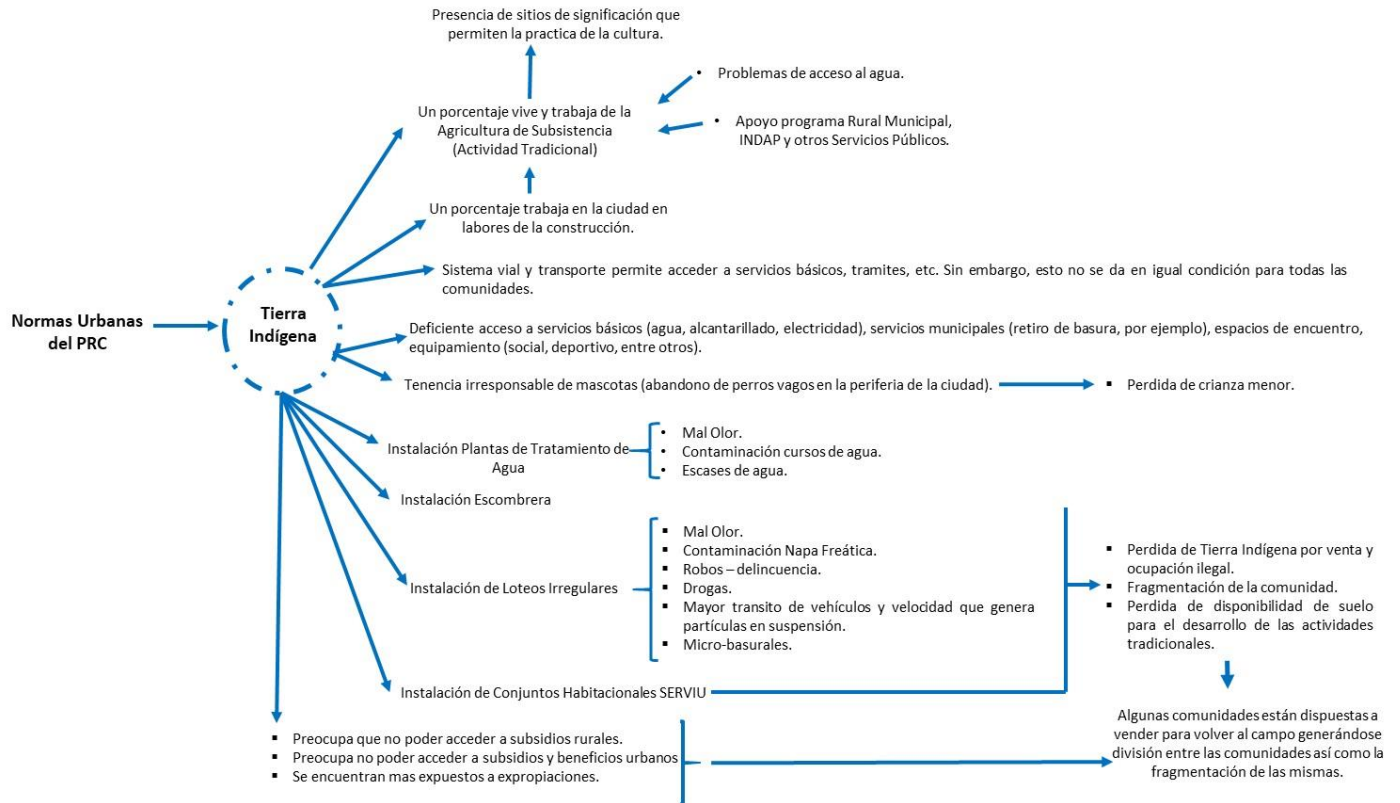 Presencia de sitios de significación que
permiten la practica de la cultura.
• Problemas de acceso al agua.
Un porcentaje vive y trabaja de la
Agricultura de Subsistencia
(Actividad Tradicional)
• Apoyo programa Rural Municipal,
INDAP y otros Servicios Públicos.
Un porcentaje trabaja en la ciudad en
labores de la construcción.
Sistema vial y transporte permite acceder a servicios básicos, tramites, etc. Sin embargo, esto no se da en igual condición para todas las
comunidades.
Normas Urbanas
del PRC
Tierra
Indígena
Deficiente acceso a servicios básicos (agua, alcantarillado, electricidad), servicios municipales (retiro de basura, por ejemplo), espacios de encuentro,
equipamiento (social, deportivo, entre otros).
Tenencia irresponsable de mascotas (abandono de perros vagos en la periferia de la ciudad).
▪ Perdida de crianza menor.
Instalación Plantas de Tratamiento de
Agua
• Mal Olor.
• Contaminación cursos de agua.
• Escases de agua.
Instalación Escombrera
Instalación de Loteos Irregulares
▪ Mal Olor.
▪ Contaminación Napa Freática.
▪ Robos – delincuencia.
▪ Drogas.
▪ Mayor transito de vehículos y velocidad que genera
partículas en suspensión.
▪ Micro-basurales.
▪ Perdida de Tierra Indígena por venta y
ocupación ilegal.
▪ Fragmentación de la comunidad.
▪ Perdida de disponibilidad de suelo
para el desarrollo de las actividades
tradicionales.
Instalación de Conjuntos Habitacionales SERVIU
▪ Preocupa que no poder acceder a subsidios rurales.
▪ Preocupa no poder acceder a subsidios y beneficios urbanos
▪ Se encuentran mas expuestos a expropiaciones.
Algunas comunidades están dispuestas a
vender para volver al campo generándose
división entre las comunidades así como la
fragmentación de las mismas.